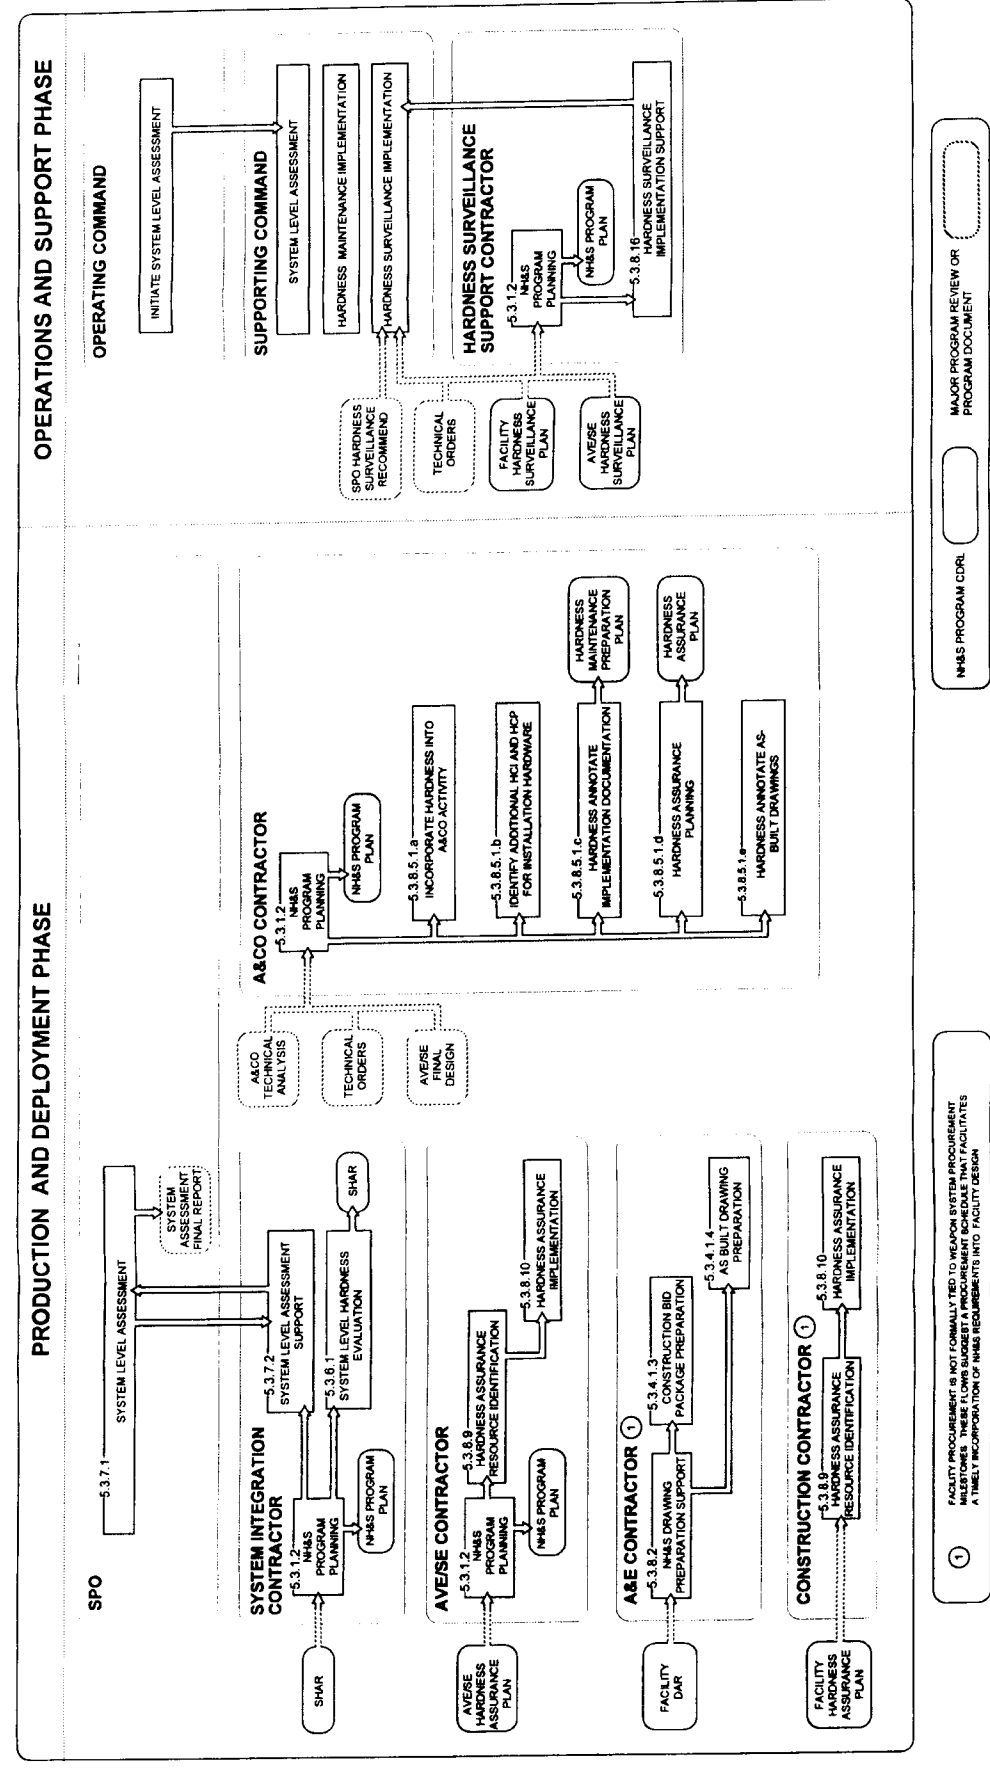 PRODUCTION AND DEPLOYMENT PHASE
SPO
5.3.7.1
SYSTEM LEVEL ASSESSMENT
SYSTEM
ASSESSMENT
FINAL REPORT
SYSTEM INTEGRATION
CONTRACTOR
SHAR
5.3.1.2
NH&S
PROGRAM
PLANNING
NH&S PROGRAM
PLAN
5.3.7.2
SYSTEM LEVEL ASSESSMENT
SUPPORT
5.3.6.1
SYSTEM LEVEL HARDNESS
EVALUATION
SHAR
AVE/SE CONTRACTOR
AVE/SE
HARDNESS
ASSURANCE
PLAN
5.3.1.2
NH&S
PROGRAM
PLANNING
NH&S PROGRAM
PLAN
5.3.8.9
HARDNESS ASSURANCE
RESOURCE IDENTIFICATION
5.3.8.10
HARDNESS ASSURANCE
IMPLEMENTATION
A&E CONTRACTOR 1
FACILITY
DAR
5.3.8.2
NH&S DRAWING
PREPARATION SUPPORT
5.3.4.1.3
CONSTRUCTION BID
PACKAGE PREPARATION
5.3.4.1.4
AS BUILT DRAWING
PREPARATION
CONSTRUCTION CONTRACTOR 1
FACILITY
HARDNESS
ASSURANCE
PLAN
5.3.8.9
HARDNESS ASSURANCE
RESOURCE IDENTIFICATION
5.3.8.10
HARDNESS ASSURANCE
IMPLEMENTATION
A&CO
TECHNICAL
ANALYSIS
TECHNICAL
ORDERS
AVE/SE
FINAL
DESIGN
A&CO CONTRACTOR
5.3.1.2
NH&S
PROGRAM
PLANNING
NH&S PROGRAM
PLAN
5.3.8.5.1.a
INCORPORATE HARDNESS INTO
A&CO ACTIVITY
5.3.8.5.1.b
IDENTIFY ADDITIONAL HCI AND HCP
FOR INSTALLATION HARDWARE
5.3.8.5.1.c
HARDNESS ANNOTATE
IMPLEMENTATION DOCUMENTATION
HARDNESS
MAINTENANCE
PREPARATION
PLAN
5.3.8.5.1.d
HARDNESS ASSURANCE
PLANNING
HARDNESS
ASSURANCE
PLAN
5.3.8.5.1.e
HARDNESS ANNOTATE AS-
BUILT DRAWINGS
OPERATIONS AND SUPPORT PHASE
OPERATING COMMAND
INITIATE SYSTEM LEVEL ASSESSMENT
SUPPORTING COMMAND
SYSTEM LEVEL ASSESSMENT
HARDNESS MAINTENANCE IMPLEMENTATION
HARDNESS SURVEILLANCE IMPLEMENTATION
SPO HARDNESS
SURVEILLANCE
RECOMMEND
TECHNICAL
ORDERS
FACILITY
HARDNESS
SURVEILLANCE
PLAN
AVE/SE
HARDNESS
SURVEILLANCE
PLAN
HARDNESS SURVEILLANCE
SUPPORT CONTRACTOR
5.3.1.2
NH&S
PROGRAM
PLANNING
NH&S PROGRAM
PLAN
5.3.8.16
HARDNESS SURVEILLANCE
IMPLEMENTATION SUPPORT
1
FACILITY PROCUREMENT IS NOT FORMALLY TIED TO WEAPON SYSTEM PROCUREMENT
MILESTONES THESE FLOWS SUGGEST A PROCUREMENT SCHEDULE THAT FACILITATES
A TIMELY INCORPORATION OF NH&S REQUIREMENTS INTO FACILITY DESIGN
NH&S PROGRAM CDRL
MAJOR PROGRAM REVIEW OR
PROGRAM DOCUMENT